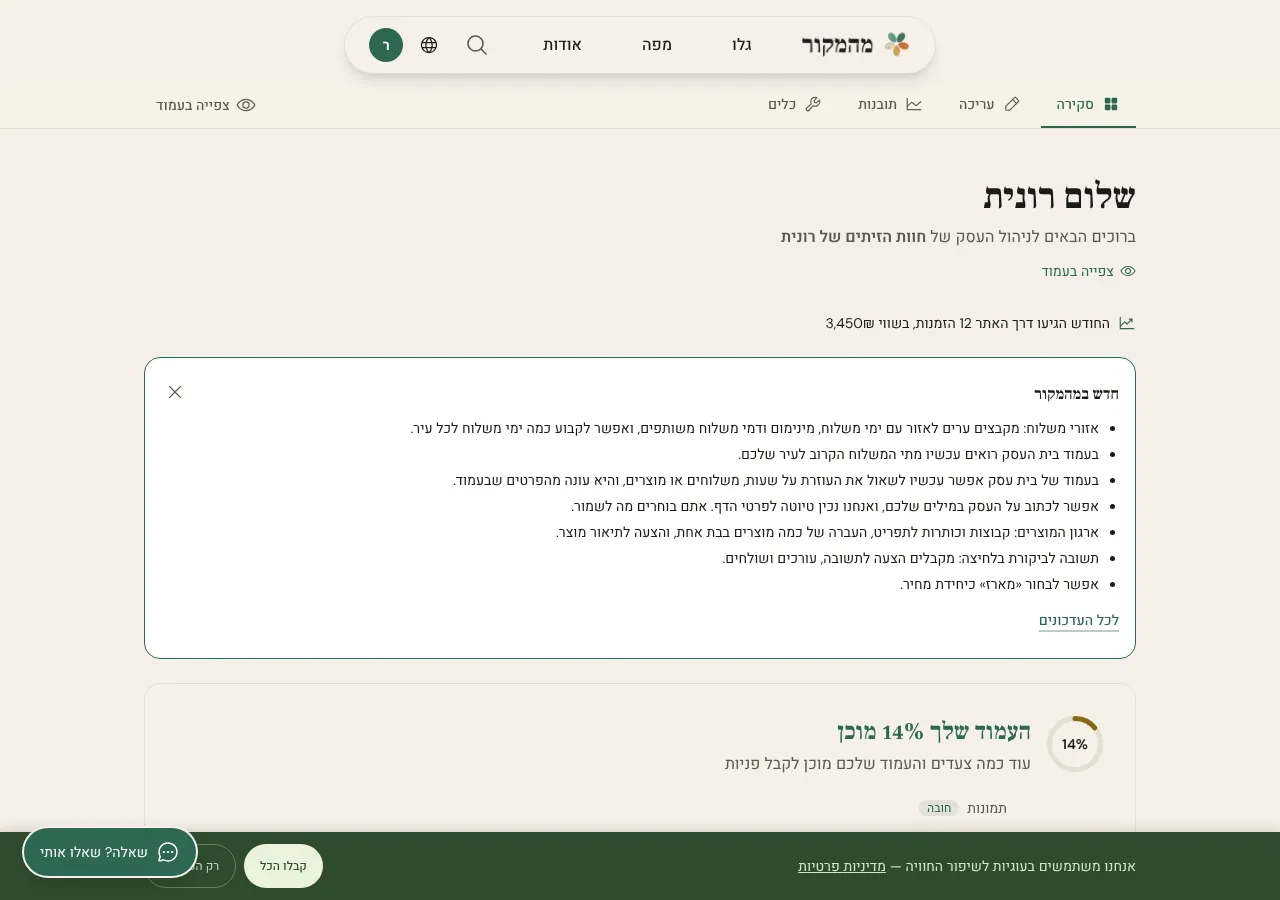 מהמקור
גלו
מפה
אודות
ר
סקירה
עריכה
תובנות
כלים
צפייה בעמוד
שלום רונית
ברוכים הבאים לניהול העסק של חוות הזיתים של רונית
צפייה בעמוד
החודש הגיעו דרך האתר 12 הזמנות, בשווי ₪3,450
חדש במהמקור
אזורי משלוח: מקבצים ערים לאזור עם ימי משלוח, מינימום ודמי משלוח משותפים, ואפשר לקבוע כמה ימי משלוח לכל עיר.
בעמוד בית העסק רואים עכשיו מתי המשלוח הקרוב לעיר שלכם.
בעמוד של בית עסק אפשר עכשיו לשאול את העוזרת על שעות, משלוחים או מוצרים, והיא עונה מהפרטים שבעמוד.
אפשר לכתוב על העסק במילים שלכם, ואנחנו נכין טיוטה לפרטי הדף. אתם בוחרים מה לשמור.
ארגון המוצרים: קבוצות וכותרות לתפריט, העברה של כמה מוצרים בבת אחת, והצעה לתיאור מוצר.
תשובה לביקורת בלחיצה: מקבלים הצעה לתשובה, עורכים ושולחים.
אפשר לבחור «מארז» כיחידת מחיר.
לכל העדכונים
14%
העמוד שלך 14% מוכן
עוד כמה צעדים והעמוד שלכם מוכן לקבל פניות
תמונות חובה
אנחנו משתמשים בעוגיות לשיפור החוויה — מדיניות פרטיות
קבלו הכל
רק
שאלה? שאלו אותי